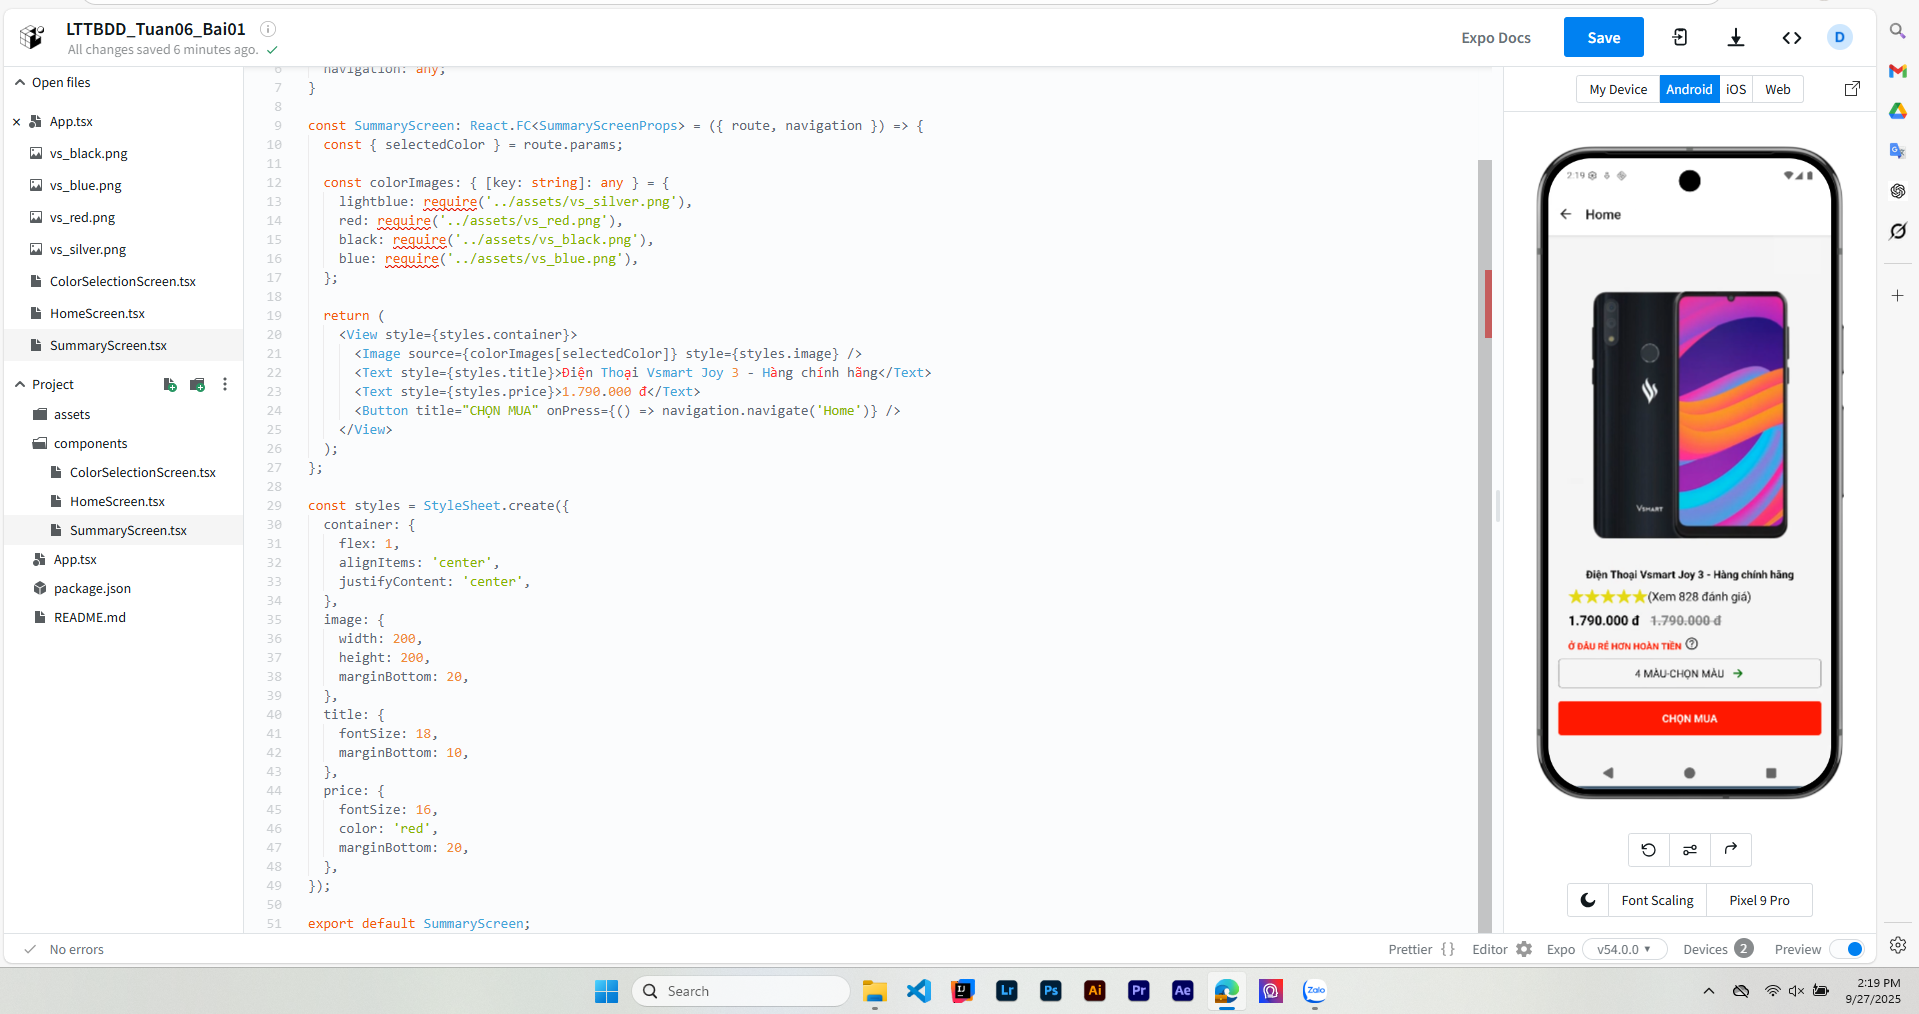 LTTBDD_Tuan06_Bai01
All changes saved 6 minutes ago.
Expo Docs
Save
D
Open files
App.tsx
vs_black.png
vs_blue.png
vs_red.png
vs_silver.png
ColorSelectionScreen.tsx
HomeScreen.tsx
SummaryScreen.tsx
Project
assets
components
ColorSelectionScreen.tsx
HomeScreen.tsx
SummaryScreen.tsx
App.tsx
package.json
README.md
6 navigation: any;
7 }
8
9 const SummaryScreen: React.FC<SummaryScreenProps> = ({ route, navigation }) => {
10 const { selectedColor } = route.params;
11
12 const colorImages: { [key: string]: any } = {
13 lightblue: require('../assets/vs_silver.png'),
14 red: require('../assets/vs_red.png'),
15 black: require('../assets/vs_black.png'),
16 blue: require('../assets/vs_blue.png'),
17 };
18
19 return (
20 <View style={styles.container}>
21 <Image source={colorImages[selectedColor]} style={styles.image} />
22 <Text style={styles.title}>Điện Thoại Vsmart Joy 3 - Hàng chính hãng</Text>
23 <Text style={styles.price}>1.790.000 đ</Text>
24 <Button title="CHỌN MUA" onPress={() => navigation.navigate('Home')} />
25 </View>
26 );
27 };
28
29 const styles = StyleSheet.create({
30 container: {
31 flex: 1,
32 alignItems: 'center',
33 justifyContent: 'center',
34 },
35 image: {
36 width: 200,
37 height: 200,
38 marginBottom: 20,
39 },
40 title: {
41 fontSize: 18,
42 marginBottom: 10,
43 },
44 price: {
45 fontSize: 16,
46 color: 'red',
47 marginBottom: 20,
48 },
49 });
50
51 export default SummaryScreen;
My Device Android iOS Web
2:19
Home
VSMART
Điện Thoại Vsmart Joy 3 - Hàng chính hãng
(Xem 828 đánh giá)
1.790.000 đ 1.790.000 đ
Ở ĐÂU RẺ HƠN HOÀN TIỀN
4 MÀU-CHỌN MÀU
CHỌN MUA
Font Scaling Pixel 9 Pro
No errors
Prettier {} Editor Expo v54.0.0 Devices 2 Preview
Search
Lr
Ps
Ai
Pr
Ae
Zalo
2:19 PM
9/27/2025